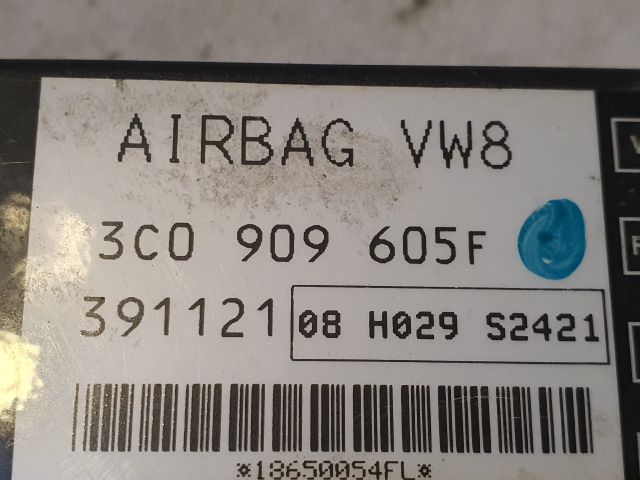 AIRBAG VW8
3C0 909 605F
391121 08 H029 S2421
*18650054FL*